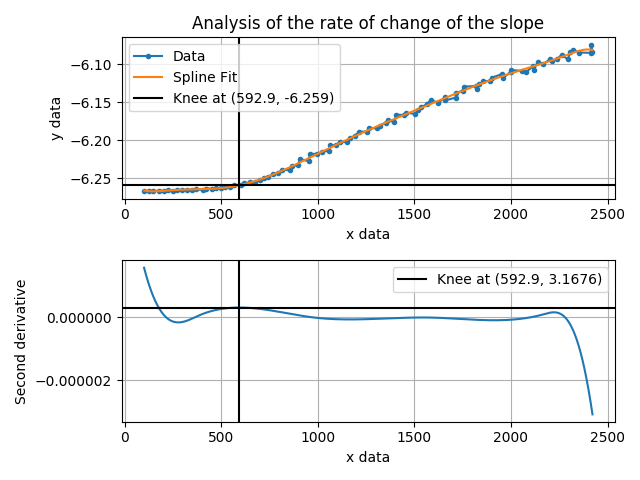 Analysis of the rate of change of the slope
Data
Spline Fit
Knee at (592.9, -6.259)
y data
−6.10
−6.15
−6.20
−6.25
0 500 1000 1500 2000 2500
x data
Knee at (592.9, 3.1676)
Second derivative
0.000000
−0.000002
0 500 1000 1500 2000 2500
x data